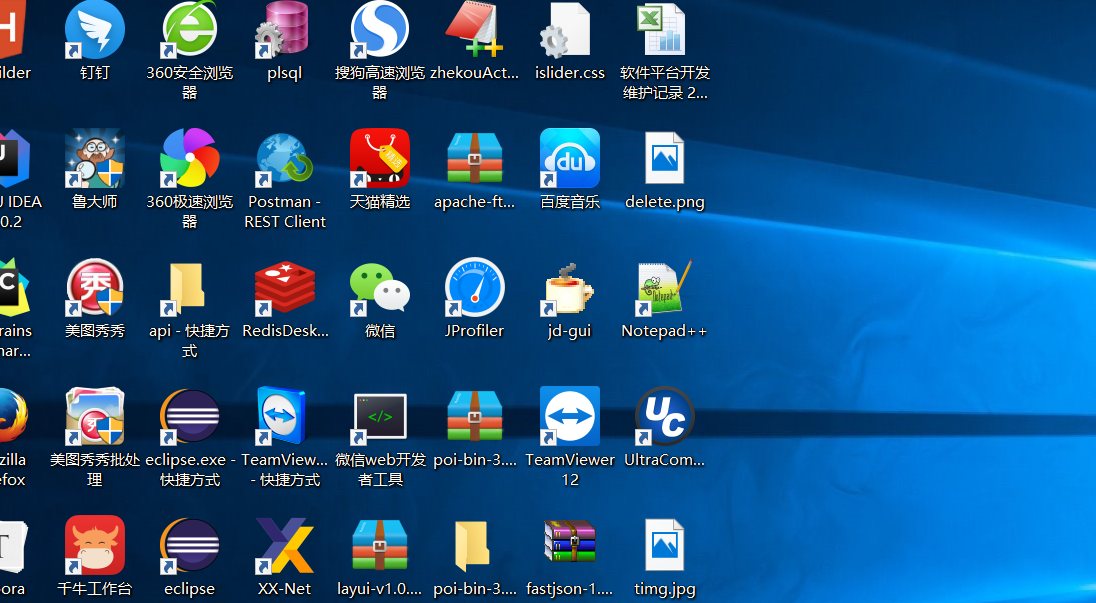 ilder
钉钉
360安全浏览
器
plsql
搜狗高速浏览
器
zhekouAct...
islider.css
软件平台开发
维护记录 2...
J IDEA
0.2
鲁大师
360极速浏览
器
Postman -
REST Client
精选
天猫精选
apache-ft...
du
百度音乐
delete.png
C
rains
nar...
秀
美图秀秀
api - 快捷方
式
RedisDesk...
微信
JProfiler
jd-gui
Notepad++
zilla
efox
美图秀秀批处
理
eclipse.exe -
快捷方式
TeamView...
- 快捷方式
</>
微信web开发
者工具
poi-bin-3....
TeamViewer
12
UC
UltraCom...
ora
千牛工作台
eclipse
XX-Net
layui-v1.0....
poi-bin-3....
fastjson-1....
timg.jpg